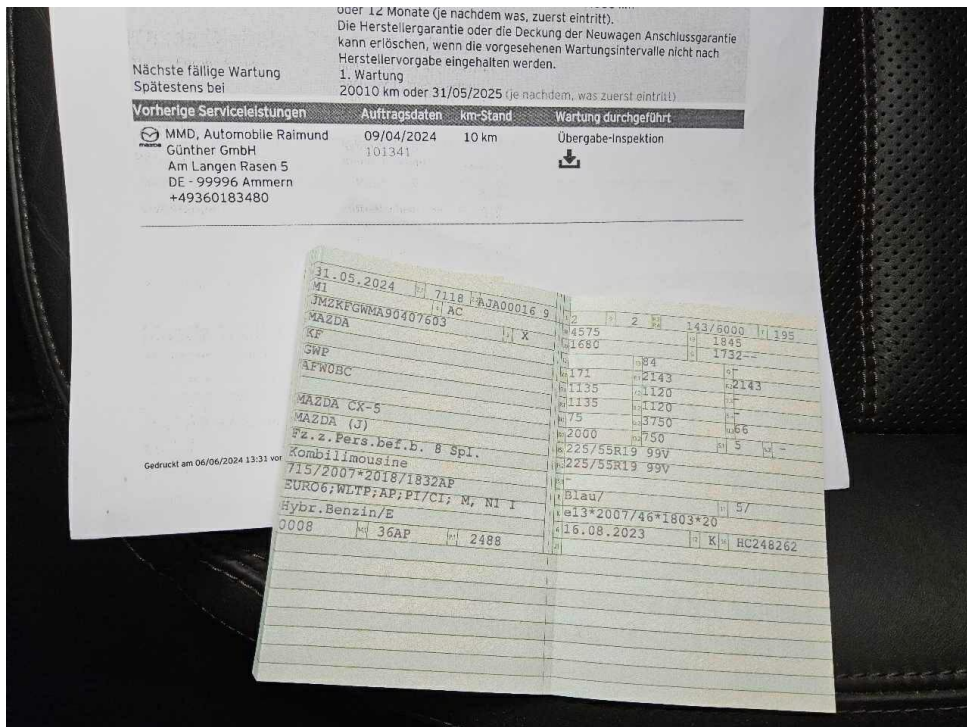 oder 12 Monate (je nachdem was, zuerst eintritt).
Die Herstellergarantie oder die Deckung der Neuwagen Anschlussgarantie
kann erlöschen, wenn die vorgesehenen Wartungsintervalle nicht nach
Herstellervorgabe eingehalten werden.
Nächste fällige Wartung 1. Wartung
Spätestens bei 20010 km oder 31/05/2025 (je nachdem, was zuerst eintritt)
Vorherige Serviceleistungen Auftragsdaten km-Stand Wartung durchgeführt
MMD, Automobile Raimund 09/04/2024 10 km Übergabe-Inspektion
Günther GmbH 101341
Am Langen Rasen 5
DE - 99996 Ammern
+49360183480
Gedruckt am 06/06/2024 13:31 von
31.05.2024 7118 AJA00016 9
M1 AC
JMZKFGWMA90407603 X
MAZDA
KF
GWP
AFW0BC
MAZDA CX-5
MAZDA (J)
Fz.z.Pers.bef.b. 8 Spl.
Kombilimousine
715/2007*2018/1832AP
EURO6;WLTP;AP;PI/CI; M, N1 I
Hybr.Benzin/E
0008 36AP 2488
2 2 143/6000 195
4575 1845
1680 1732--
84 -
171 2143 2143
1135 1120 -
1135 1120 -
75 3750 66
2000 750 5 -
225/55R19 99V
225/55R19 99V
-
Blau/ 5/
e13*2007/46*1803*20
16.08.2023 K HC248262